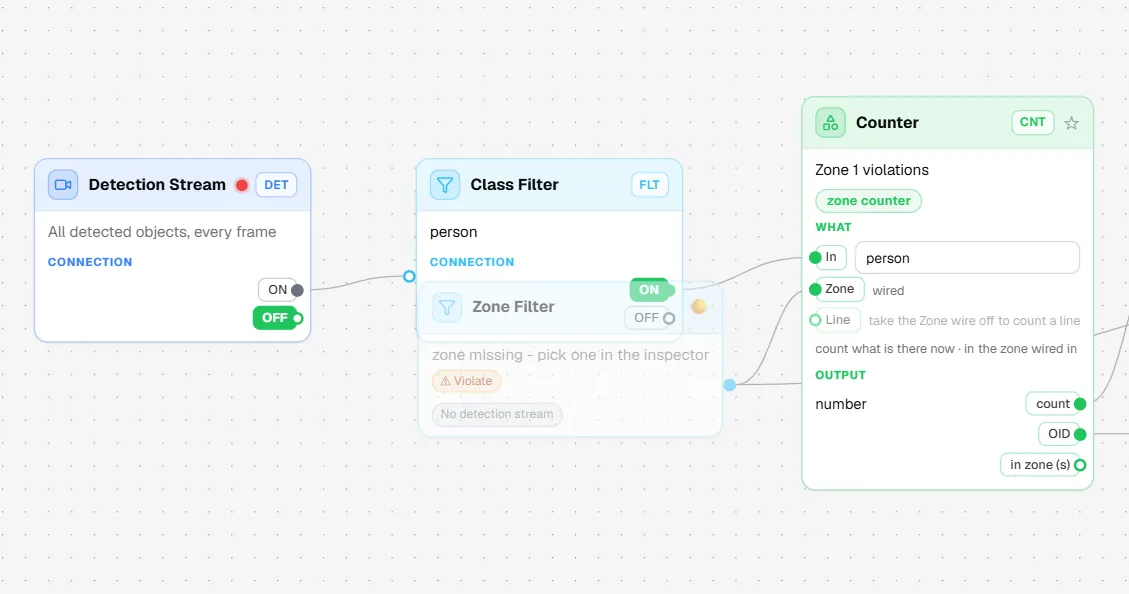 Detection Stream DET
All detected objects, every frame
CONNECTION
ON
OFF
Class Filter FLT
person
CONNECTION
ON
OFF
Zone Filter
zone missing - pick one in the inspector
⚠ Violate
No detection stream
Counter CNT ☆
Zone 1 violations
zone counter
WHAT
In person
Zone wired
Line take the Zone wire off to count a line
count what is there now · in the zone wired in
OUTPUT
number count
OID
in zone (s)